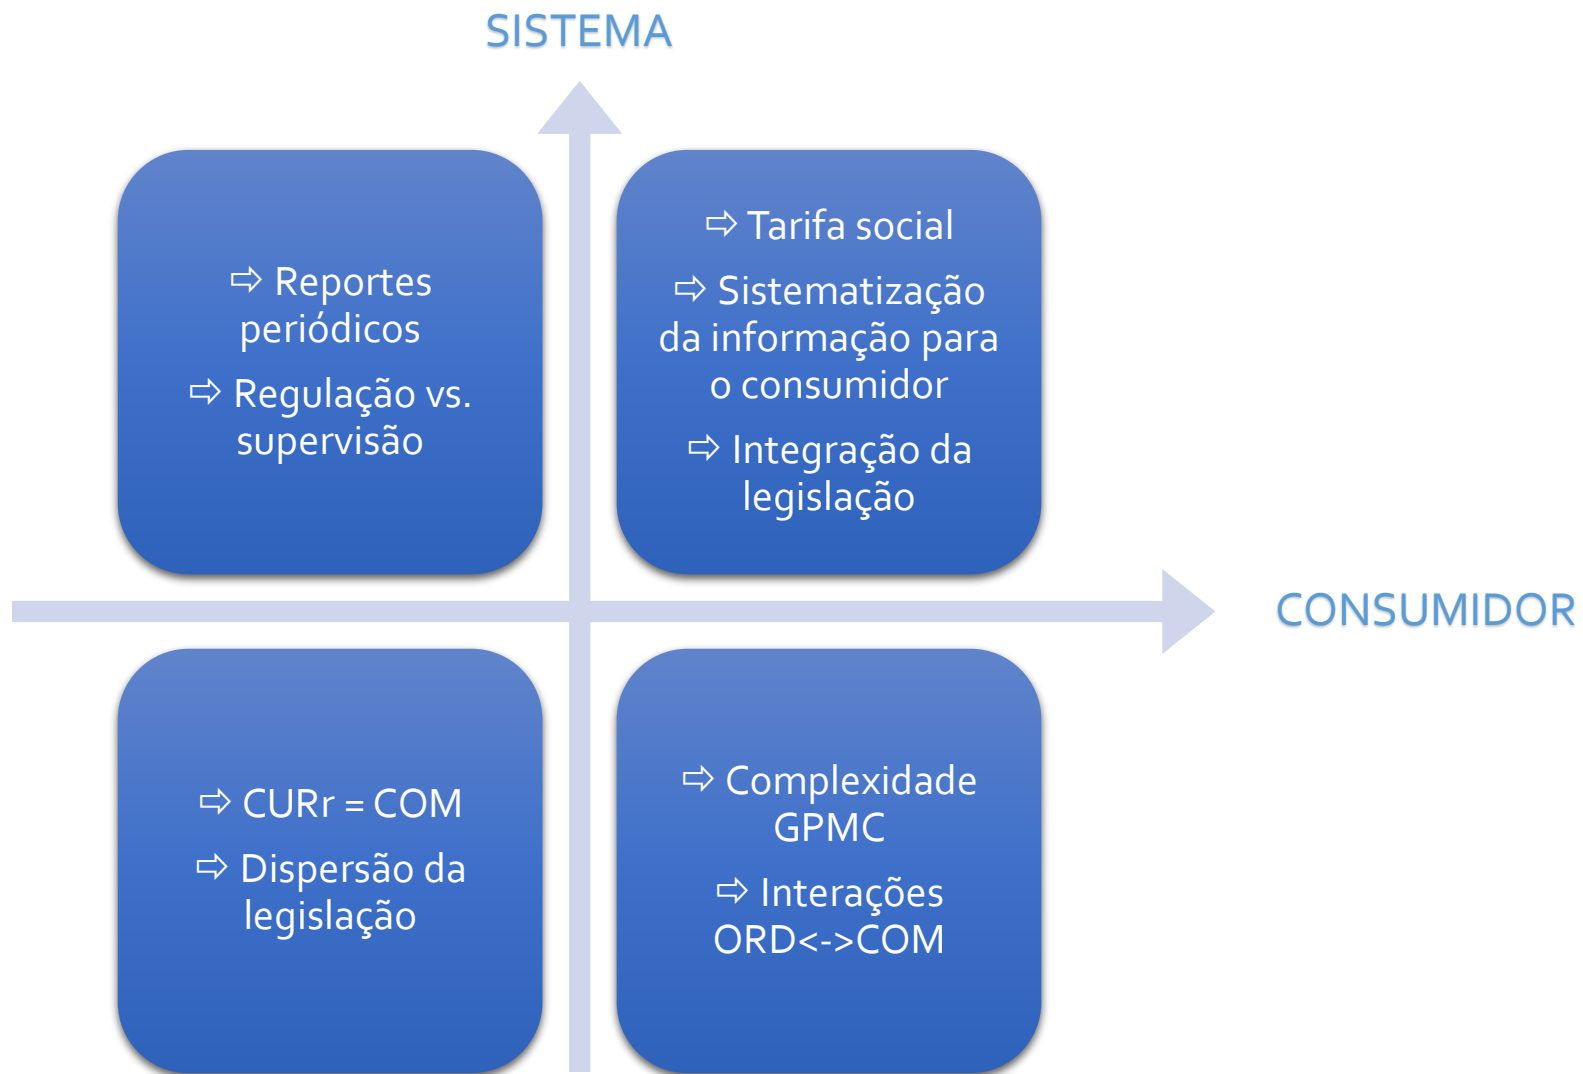 SISTEMA
⇨ Reportes
periódicos
⇨ Regulação vs.
supervisão
⇨ Tarifa social
⇨ Sistematização
da informação para
o consumidor
⇨ Integração da
legislação
CONSUMIDOR
⇨ CURr = COM
⇨ Dispersão da
legislação
⇨ Complexidade
GPMC
⇨ Interações
ORD<->COM